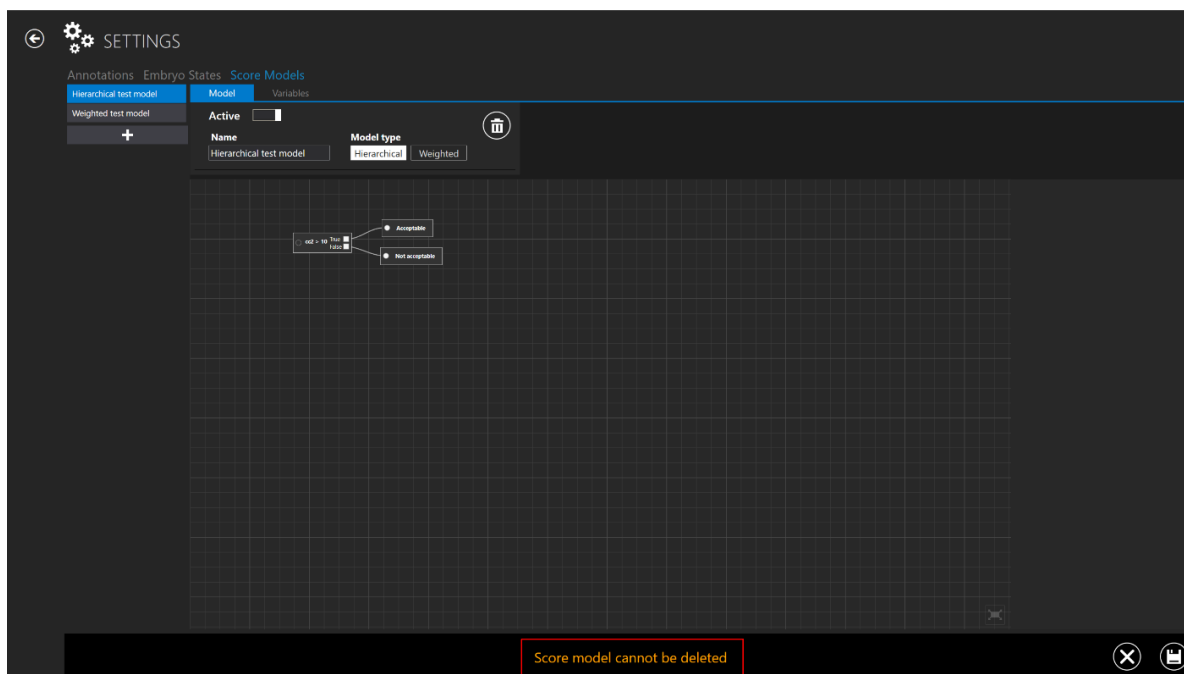 SETTINGS
Annotations Embryo States Score Models
Hierarchical test model
Model Variables
Weighted test model
Active
+
Name Model type
Hierarchical test model Hierarchical Weighted
Acceptable
True
False
Not acceptable
Score model cannot be deleted